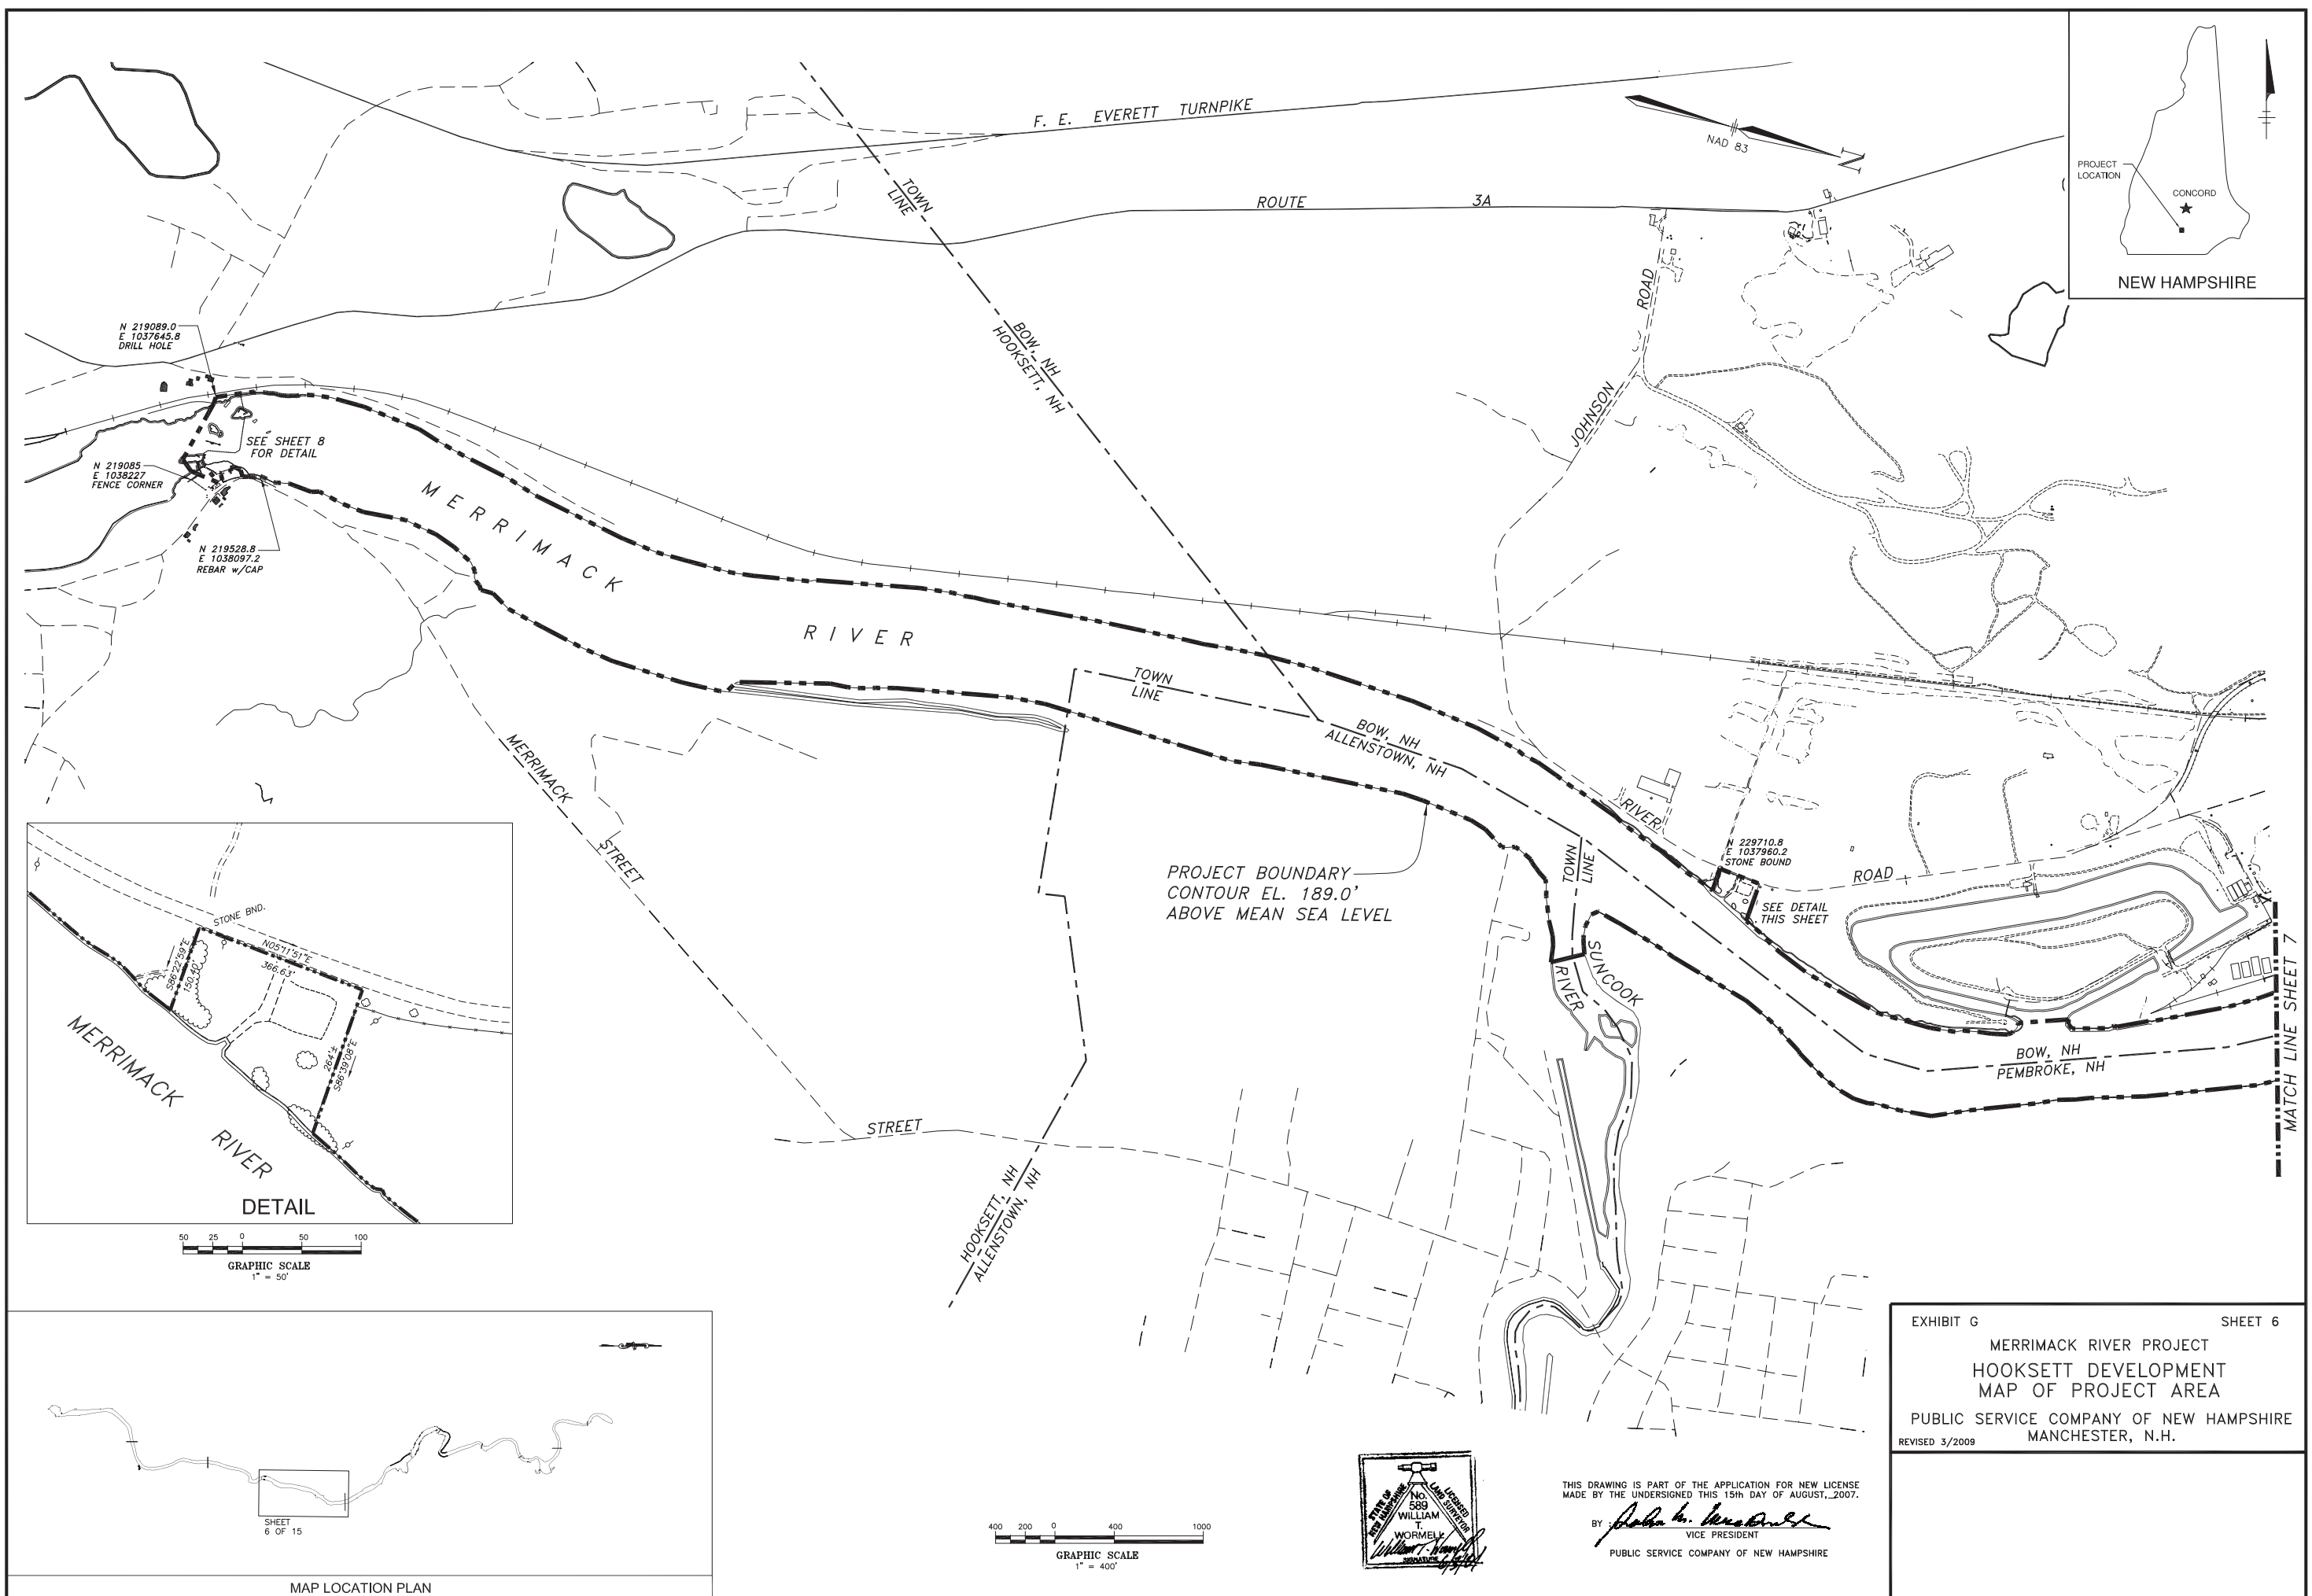 F. E. EVERETT TURNPIKE
NAD 83
N
PROJECT
LOCATION
CONCORD
NEW HAMPSHIRE
TOWN
LINE
ROUTE 3A
ROAD
JOHNSON
BOW, NH
HOOKSETT, NH
N 219089.0
E 1037645.8
DRILL HOLE
SEE SHEET 8
FOR DETAIL
N 219085
E 1038227
FENCE CORNER
N 219528.8
E 1038097.2
REBAR w/CAP
MERRIMACK
RIVER
TOWN
LINE
BOW, NH
ALLENSTOWN, NH
MERRIMACK
STREET
PROJECT BOUNDARY
CONTOUR EL. 189.0'
ABOVE MEAN SEA LEVEL
TOWN
LINE
RIVER
ROAD
N 229710.8
E 1037960.2
STONE BOUND
SEE DETAIL
THIS SHEET
SUNCOOK
RIVER
BOW, NH
PEMBROKE, NH
MATCH LINE SHEET 7
STREET
HOOKSETT, NH
ALLENSTOWN, NH
STONE BND.
S86°22'59"E
150.40'
N05°11'51"E
366.63'
264'±
S86°39'08"E
MERRIMACK
RIVER
DETAIL
50 25 0 50 100
GRAPHIC SCALE
1" = 50'
SHEET
6 OF 15
MAP LOCATION PLAN
400 200 0 400 1000
GRAPHIC SCALE
1" = 400'
STATE OF
NEW HAMPSHIRE
LICENSED
LAND SURVEYOR
No.
589
WILLIAM
T.
WORMELL
SIGNATURE
THIS DRAWING IS PART OF THE APPLICATION FOR NEW LICENSE
MADE BY THE UNDERSIGNED THIS 15th DAY OF AUGUST, 2007.
BY :
VICE PRESIDENT
PUBLIC SERVICE COMPANY OF NEW HAMPSHIRE
EXHIBIT G SHEET 6
MERRIMACK RIVER PROJECT
HOOKSETT DEVELOPMENT
MAP OF PROJECT AREA
PUBLIC SERVICE COMPANY OF NEW HAMPSHIRE
MANCHESTER, N.H.
REVISED 3/2009